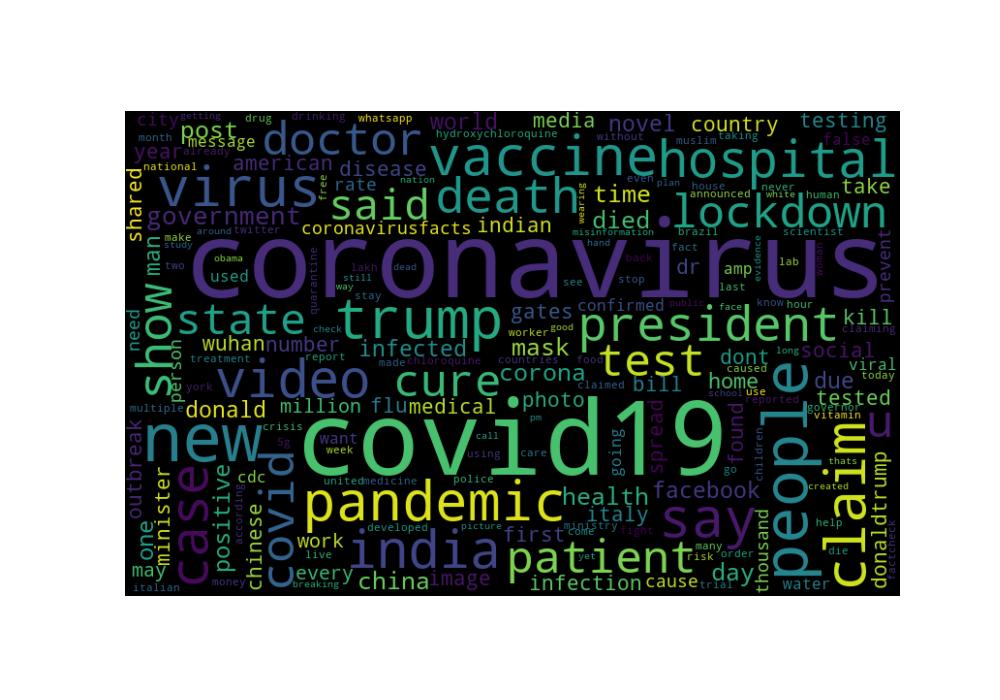 city getting drug drinking whatsapp world media novel country testing
month post message doctor hydroxychloroquine without muslim taking false
year already american disease vaccine hospital
national virus free rate nation even plan house never human take
shared said death wearing time announced white
government coronavirusfacts indian died . lockdown
man make around twitter misinformation brazil scientist
study coronavirus hand fact evidence woman prevent
two obama used quarantine lakh still dead back dr amp lab
way stay see stop last
need show state trump gates confirmed public face know hour
check president kill
person wuhan number infected worker good mask test dont long social claiming
treatment report made chloroquine countries food caused viral
york video cure corona claimed bill home school use due today
multiple donald million flu medical photo reported tested
outbreak new crisis covid19 pm people governor vitamin u
5g want week call going spread found claim thats
case cdc covid using care go children
minister positive according united medicine police facebook created
chinese pandemic health donaldtrump
one developed picture ministry italy say thousand help factcheck
work india first come fight many order die
may live patient yet risk day
every china image infection cause trial water
italian money breaking